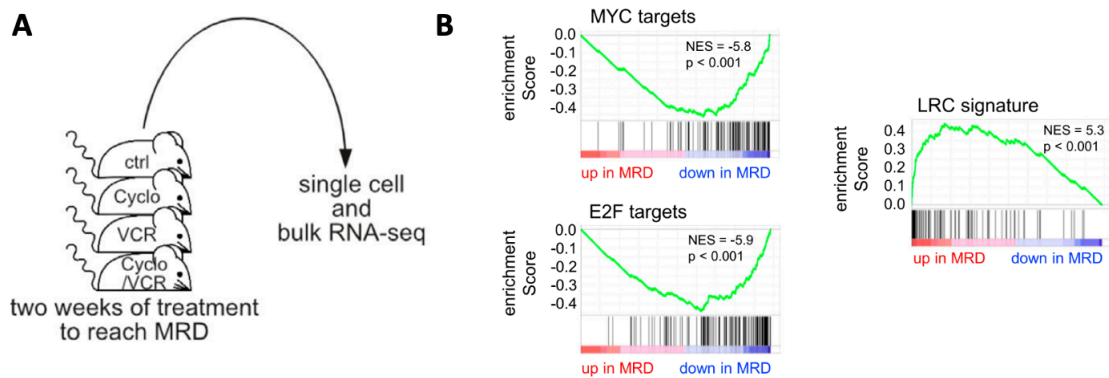 A
ctrl
Cyclo
VCR
Cyclo
/VCR
two weeks of treatment
to reach MRD
single cell
and
bulk RNA-seq
B
MYC targets
enrichment
Score
0.0
-0.1
-0.2
-0.3
-0.4
NES = -5.8
p < 0.001
up in MRD
down in MRD
E2F targets
enrichment
Score
0.0
-0.1
-0.2
-0.3
-0.4
NES = -5.9
p < 0.001
up in MRD
down in MRD
LRC signature
enrichment
Score
0.4
0.3
0.2
0.1
0.0
NES = 5.3
p < 0.001
up in MRD
down in MRD